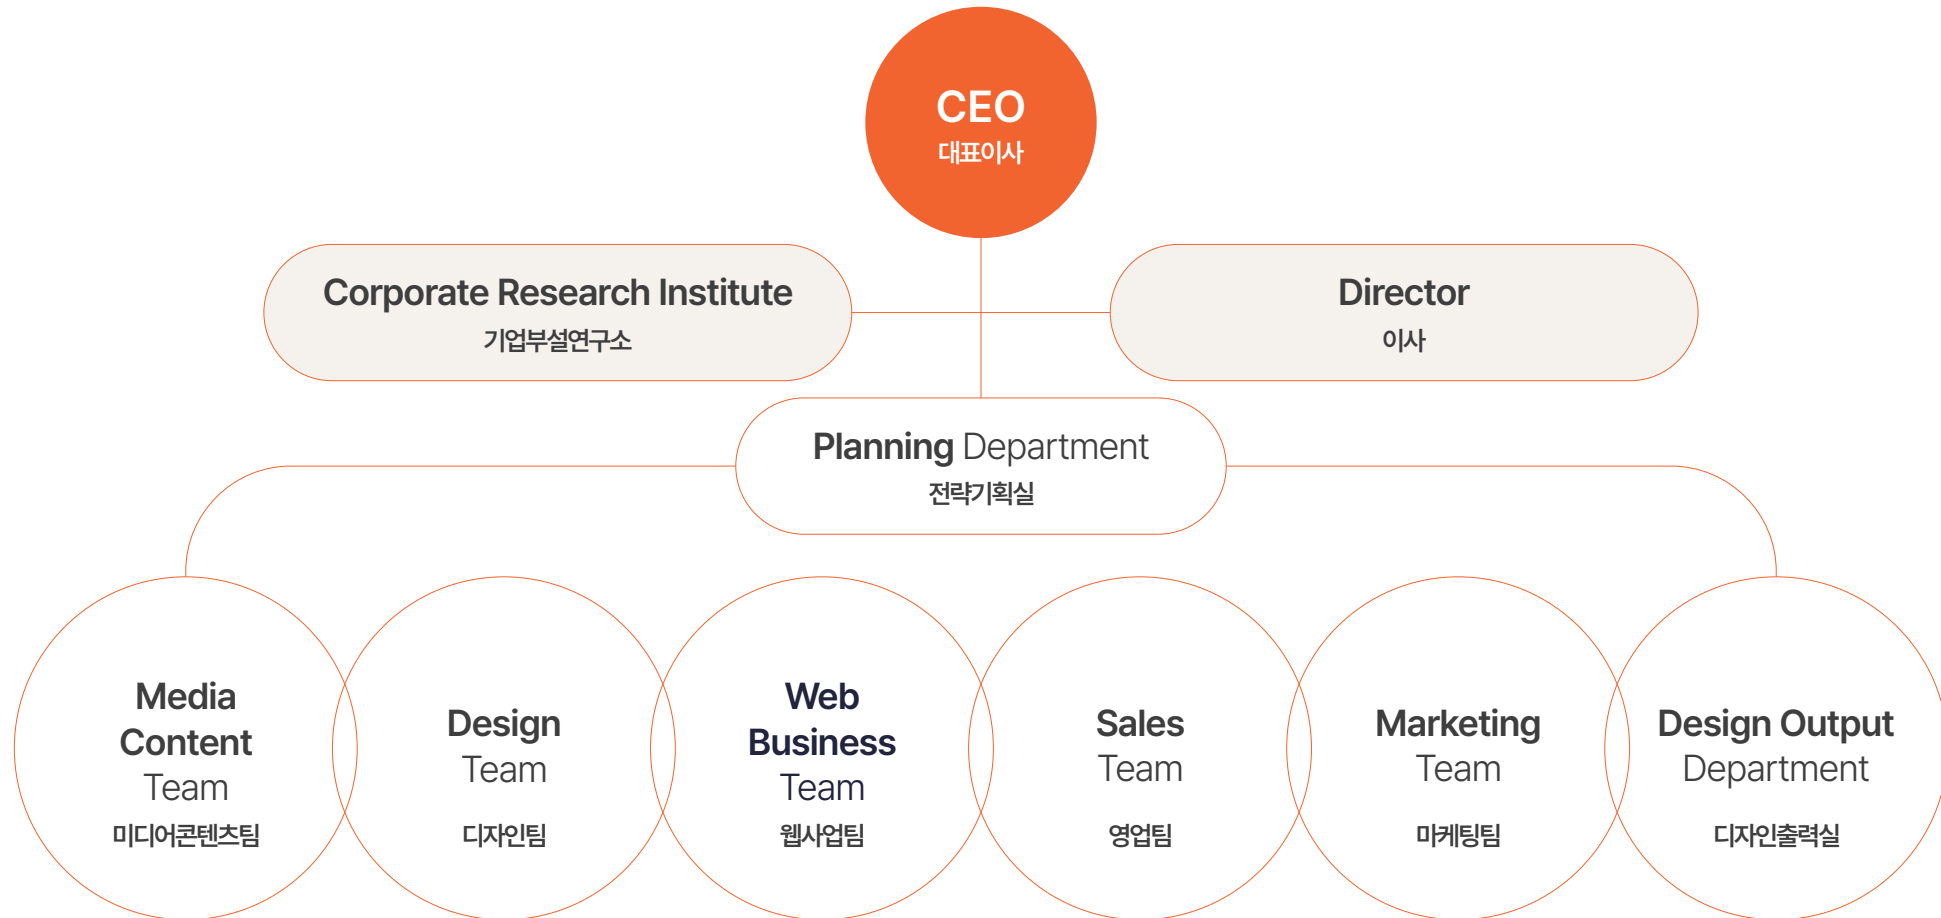 CEO
대표이사
Corporate Research Institute
기업부설연구소
Director
이사
Planning Department
전략기획실
Media
Content
Team
미디어콘텐츠팀
Design
Team
디자인팀
Web
Business
Team
웹사업팀
Sales
Team
영업팀
Marketing
Team
마케팅팀
Design Output
Department
디자인출력실